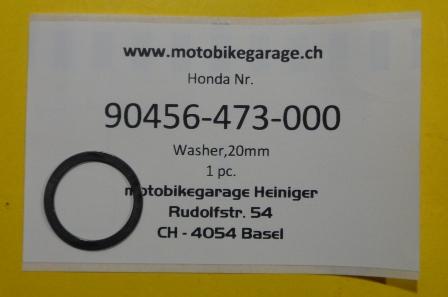 www.motobikegarage.ch
Honda Nr.
90456-473-000
Washer,20mm
1 pc.
motobikegarage Heiniger
Rudolfstr. 54
CH - 4054 Basel